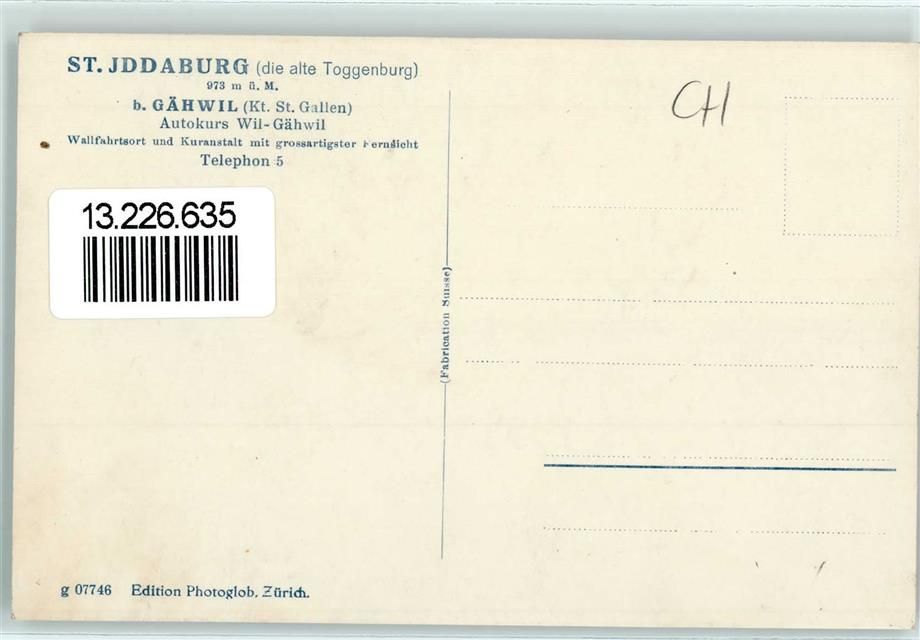 ST. JDDABURG (die alte Toggenburg)
973 m ü. M.
b. GÄHWIL (Kt. St. Gallen)
Autokurs Wil-Gähwil
Wallfahrtsort und Kuranstalt mit grossartigster Fernsicht
Telephon 5
13.226.635
CH
(Fabrication Suisse)
g 07746 Edition Photoglob, Zürich.